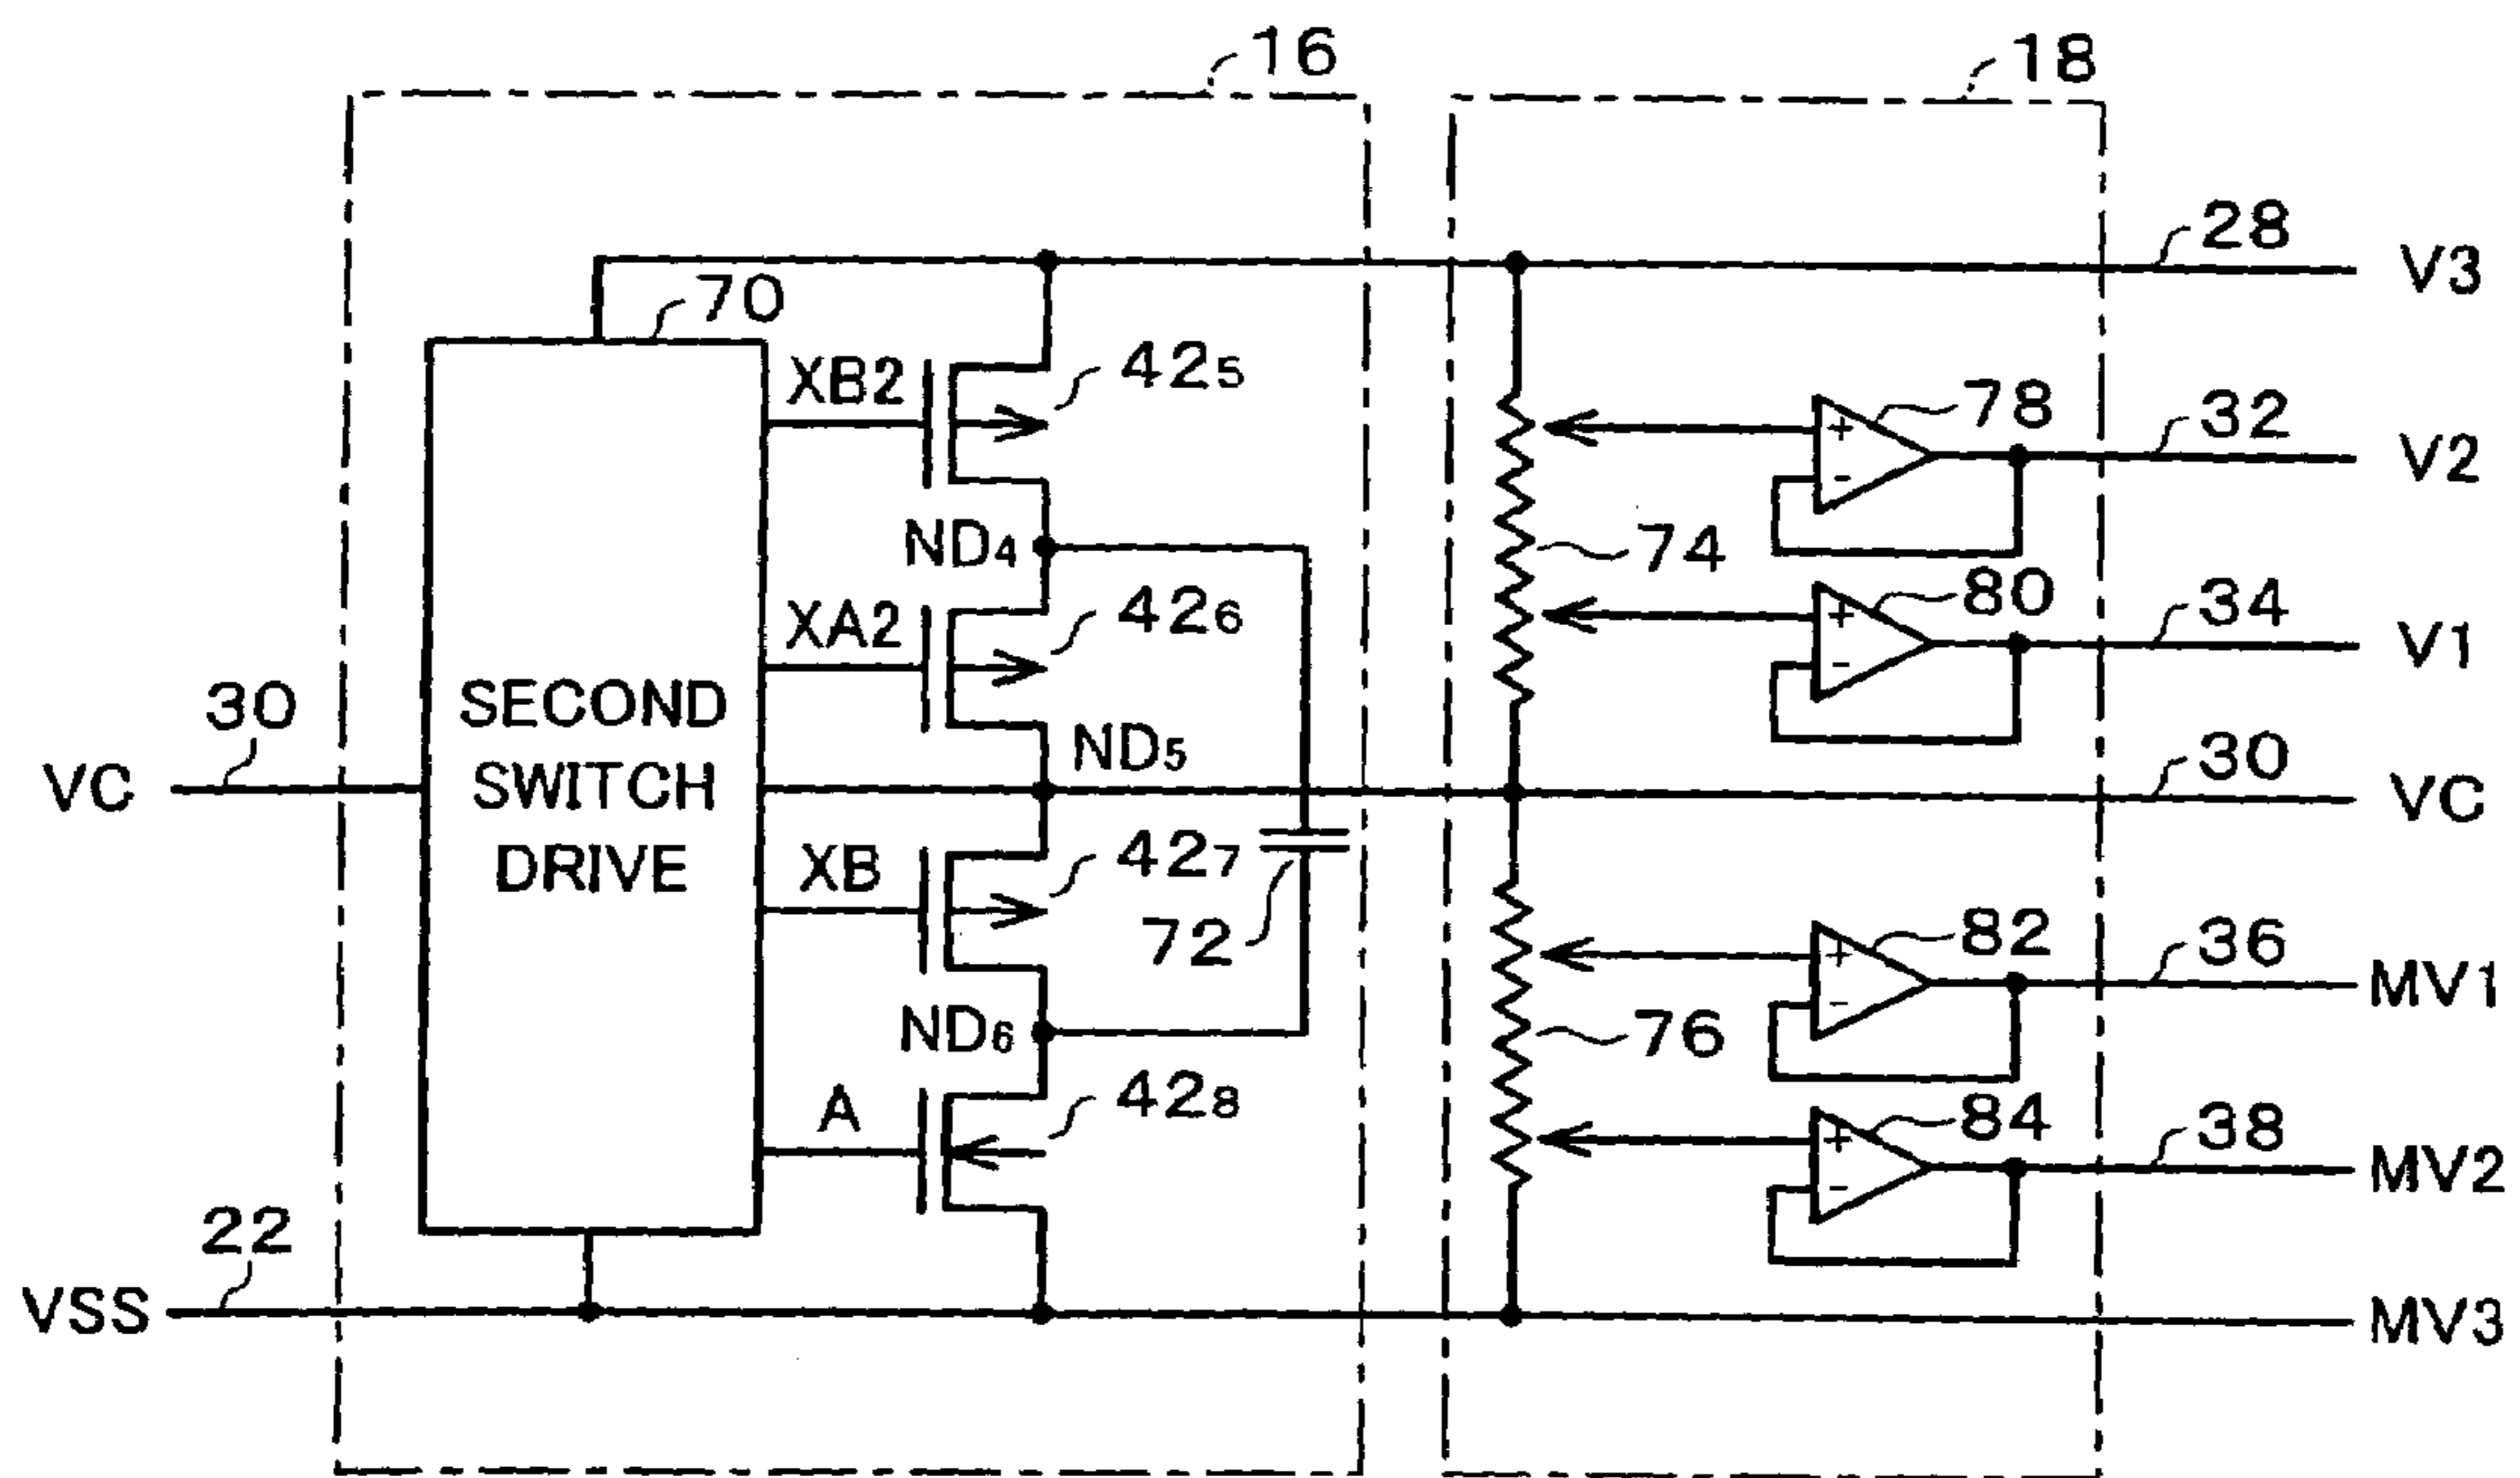 16
18
28
V3
70
XB2
42₅
78
32
V2
ND₄
74
XA2
42₆
80
34
V1
30
VC
SECOND
SWITCH
DRIVE
ND₅
30
VC
XB
42₇
72
82
36
MV1
ND₆
76
A
42₈
84
38
MV2
22
VSS
MV3
+
-
+
-
+
-
+
-